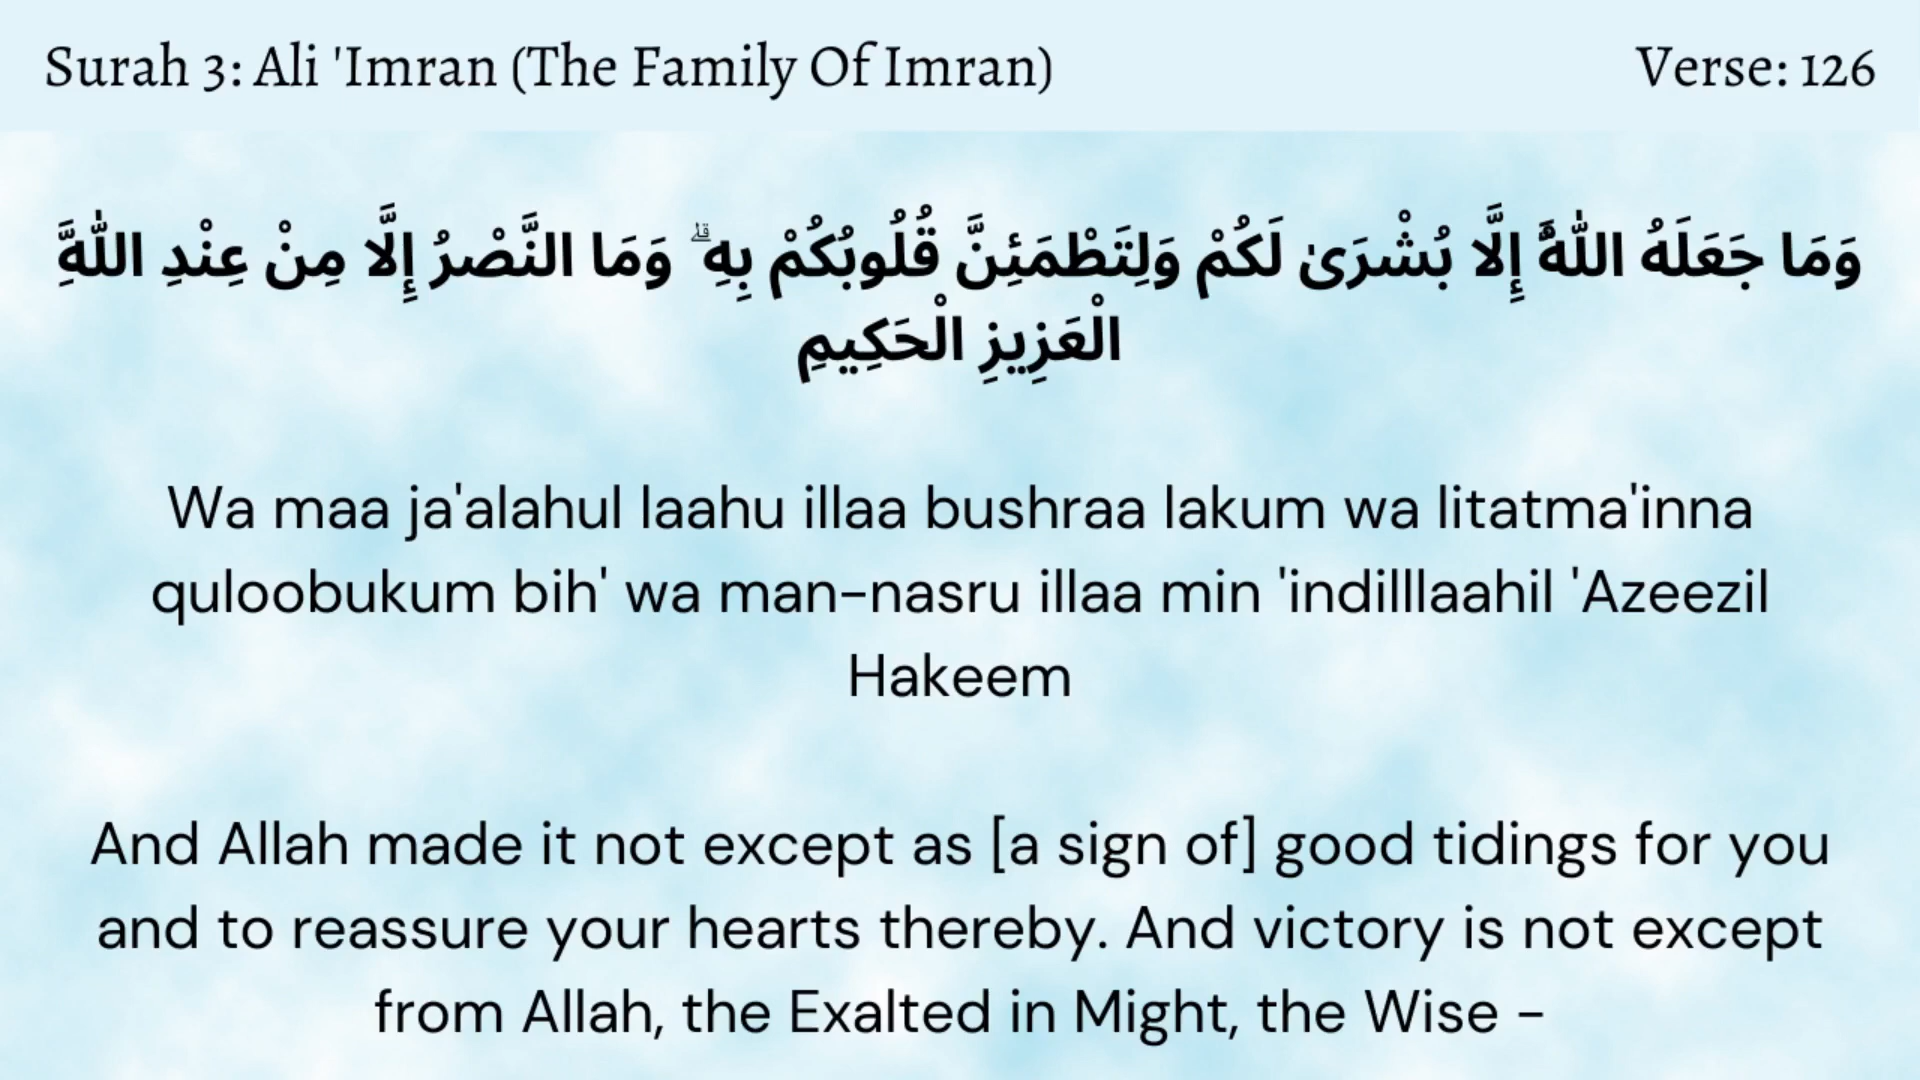 Surah 3: Ali 'Imran (The Family Of Imran)
Verse: 126
وَمَا جَعَلَهُ اللَّهُ إِلَّا بُشْرَىٰ لَكُمْ وَلِتَطْمَئِنَّ قُلُوبُكُمْ بِهِ ۗ وَمَا النَّصْرُ إِلَّا مِنْ عِنْدِ اللَّهِ
الْعَزِيزِ الْحَكِيمِ
Wa maa ja'alahul laahu illaa bushraa lakum wa litatma'inna
quloobukum bih' wa man-nasru illaa min 'indilllaahil 'Azeezil
Hakeem
And Allah made it not except as [a sign of] good tidings for you
and to reassure your hearts thereby. And victory is not except
from Allah, the Exalted in Might, the Wise -